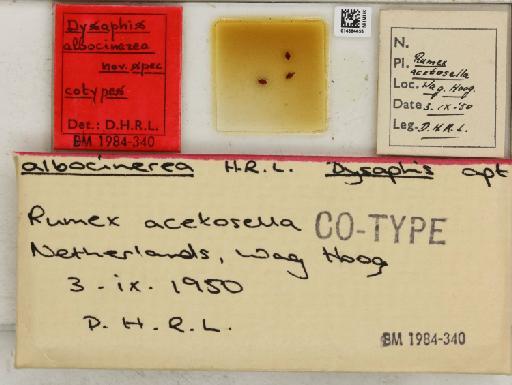 Dysaphis
albocinerea
nov. spec
cotypes
Det.: D.H.R.L.
BM 1984-340
N.
Pl. Rumex
acetosella
Loc. Wag. Hoog.
Date 3.ix.'50
Leg. D.H.R.L.
albocinerea H.R.L. Dysaphis apt
Rumex acetosella CO-TYPE
Netherlands, Wag Hoog
3-ix-1950
D.H.R.L.
BM 1984-340